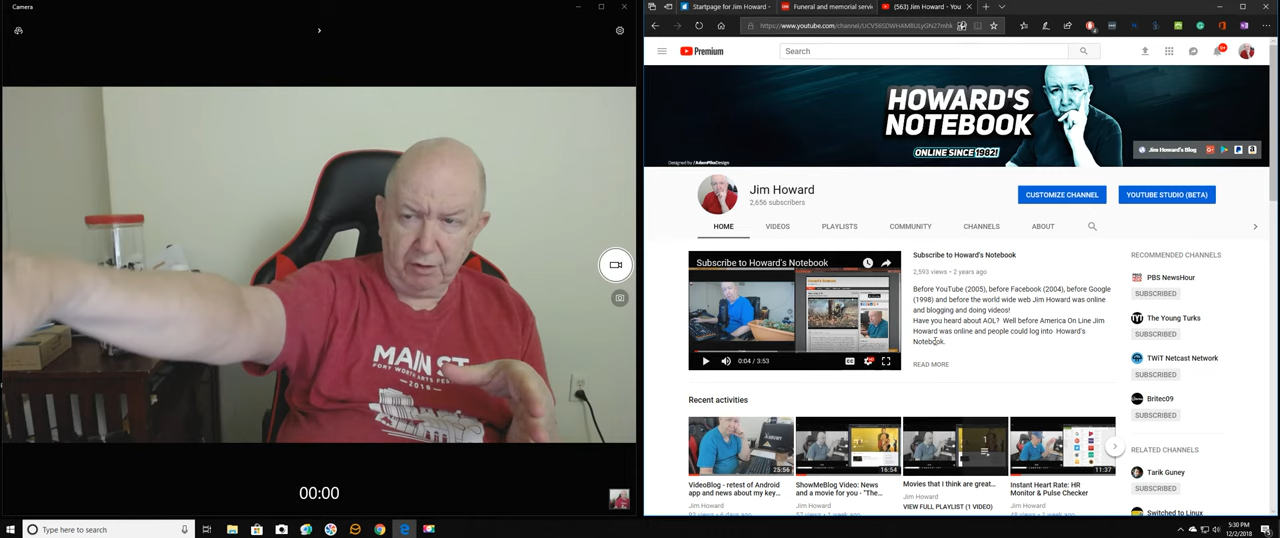 Camera
Startpage for Jim Howard -
Funeral and memorial servi
(563) Jim Howard - You
https://www.youtube.com/channel/
Premium
Search
9+
HOWARD'S
NOTEBOOK
ONLINE SINCE 1982!
Designed by /AdamPflaDesign
Jim Howard's Blog
Jim Howard
2,656 subscribers
CUSTOMIZE CHANNEL
YOUTUBE STUDIO (BETA)
HOME
VIDEOS
PLAYLISTS
COMMUNITY
CHANNELS
ABOUT
Subscribe to Howard's Notebook
0:04 / 3:53
Subscribe to Howard's Notebook
2,593 views • 2 years ago
Before YouTube (2005), before Facebook (2004), before Google
(1998) and before the world wide web Jim Howard was online
and blogging and doing videos!
Have you heard about AOL? Well before America On Line Jim
Howard was online and people could log into Howard's
Notebook.
READ MORE
RECOMMENDED CHANNELS
PBS NewsHour
SUBSCRIBED
The Young Turks
SUBSCRIBED
TWiT Netcast Network
SUBSCRIBED
Britec09
SUBSCRIBED
RELATED CHANNELS
Tarik Guney
SUBSCRIBED
Switched to Linux
Recent activities
25:56
VideoBlog - retest of Android
app and news about my key...
Jim Howard
16:54
ShowMeBlog Video: News
and a movie for you - "The...
Jim Howard
1
Movies that I think are great...
Jim Howard
VIEW FULL PLAYLIST (1 VIDEO)
11:37
Instant Heart Rate: HR
Monitor & Pulse Checker
Jim Howard
MAIN ST.
FORT WORTH ARTS FES
2018
00:00
Type here to search
5:30 PM
12/2/2018